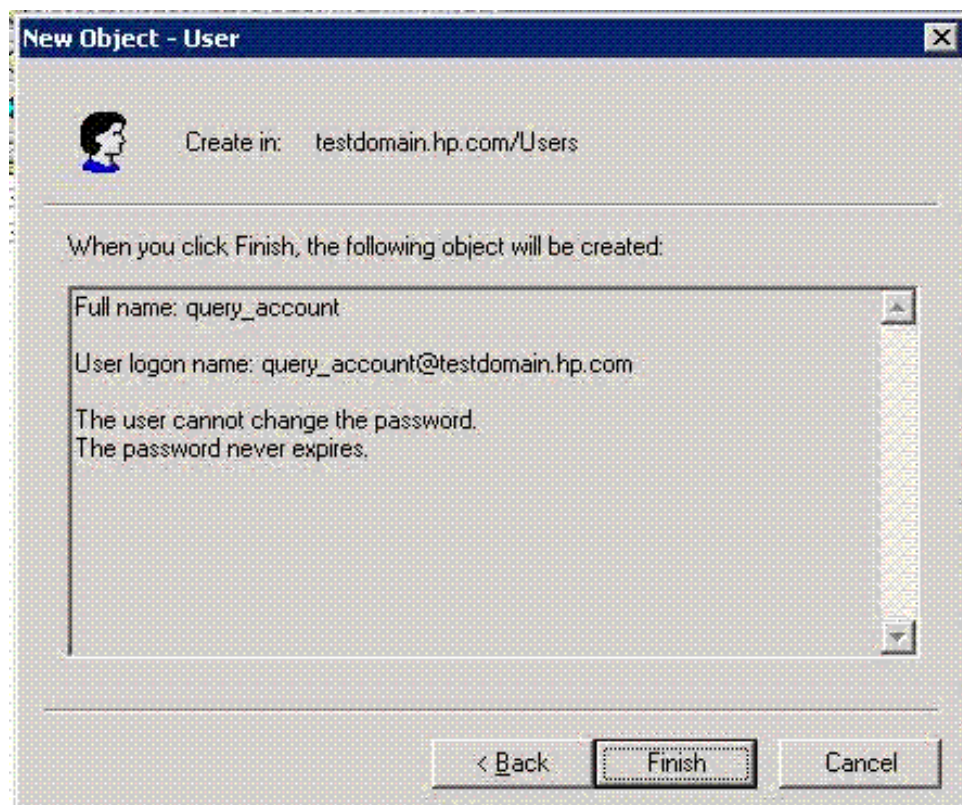 New Object - User
Create in: testdomain.hp.com/Users
When you click Finish, the following object will be created:
Full name: query_account
User logon name: query_account@testdomain.hp.com
The user cannot change the password.
The password never expires.
< Back Finish Cancel